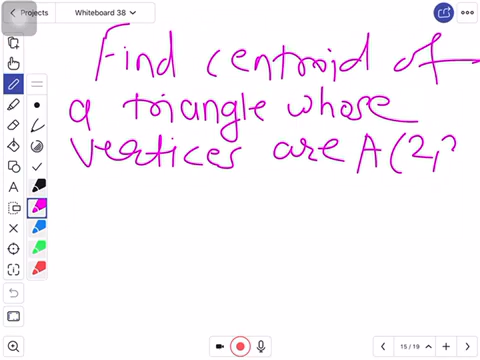 Projects
Whiteboard 38
Find centroid of
a triangle whose
vertices are A(2,
A
15/19